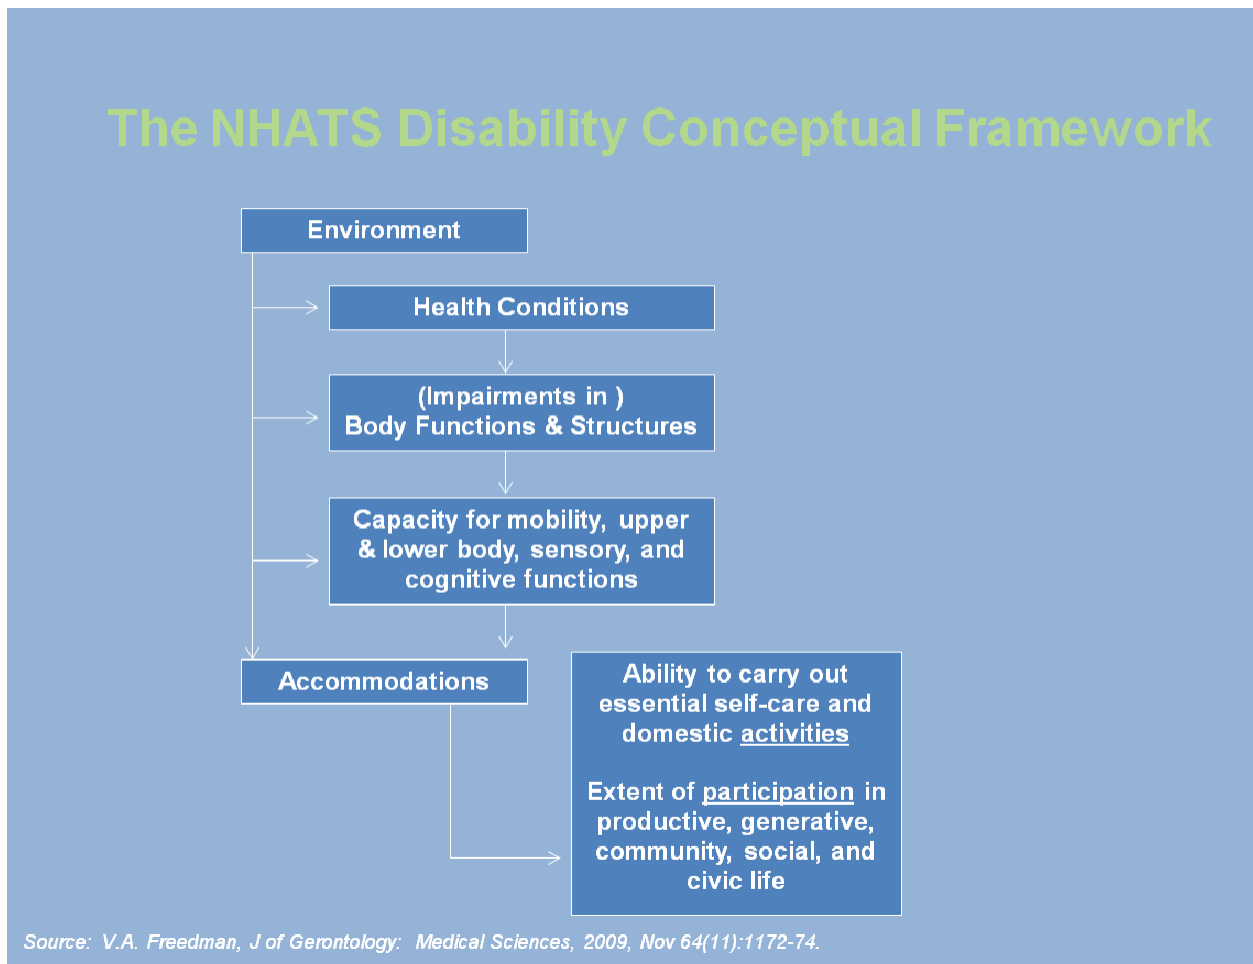 The NHATS Disability Conceptual Framework
Environment
Health Conditions
(Impairments in )
Body Functions & Structures
Capacity for mobility, upper
& lower body, sensory, and
cognitive functions
Accommodations
Ability to carry out
essential self-care and
domestic activities
Extent of participation in
productive, generative,
community, social, and
civic life
Source: V.A. Freedman, J of Gerontology: Medical Sciences, 2009, Nov 64(11):1172-74.